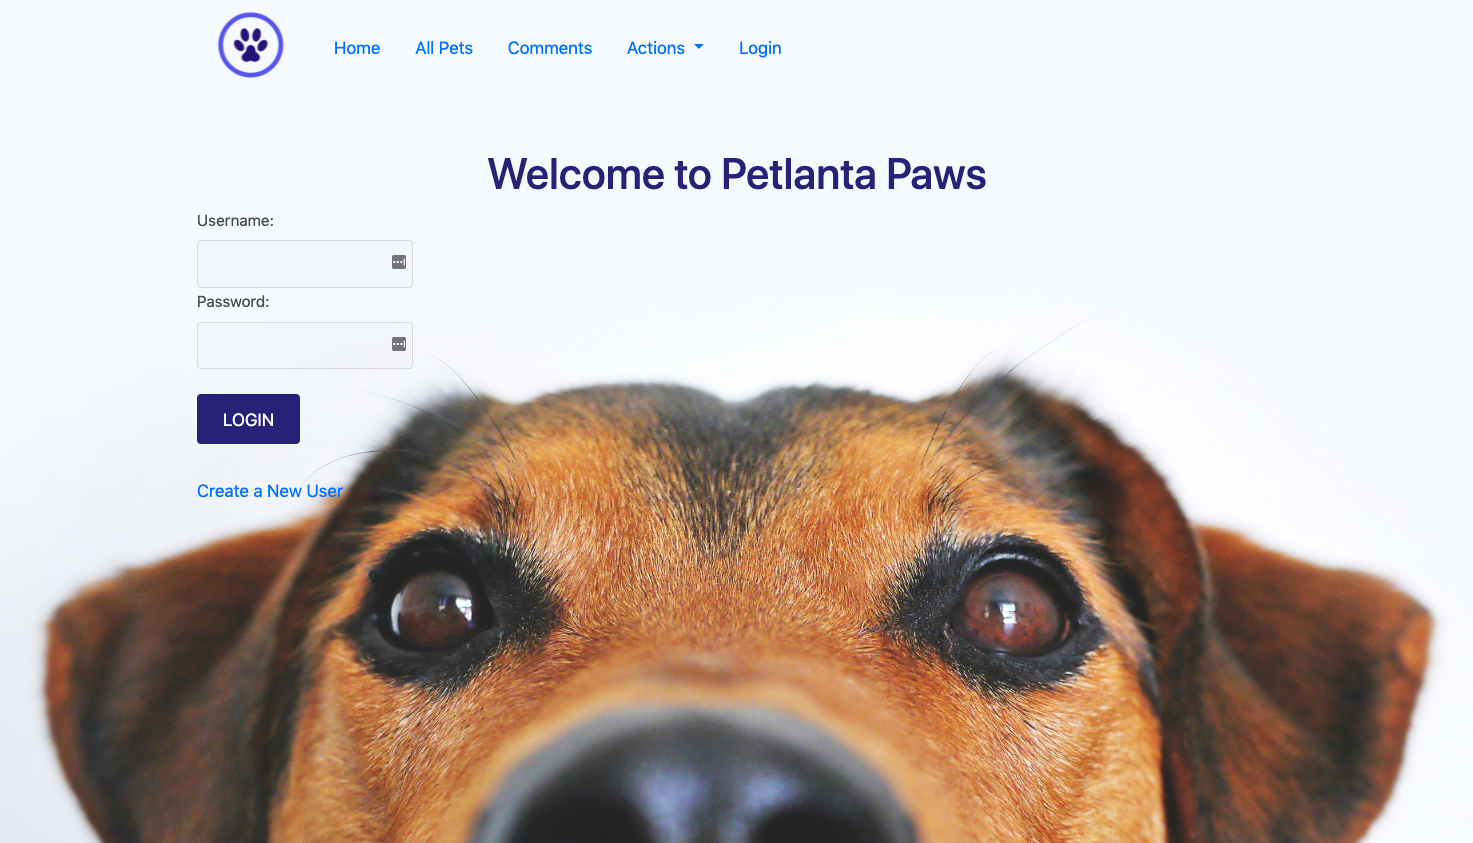 Home All Pets Comments Actions Login
Welcome to Petlanta Paws
Username:
Password:
LOGIN
Create a New User